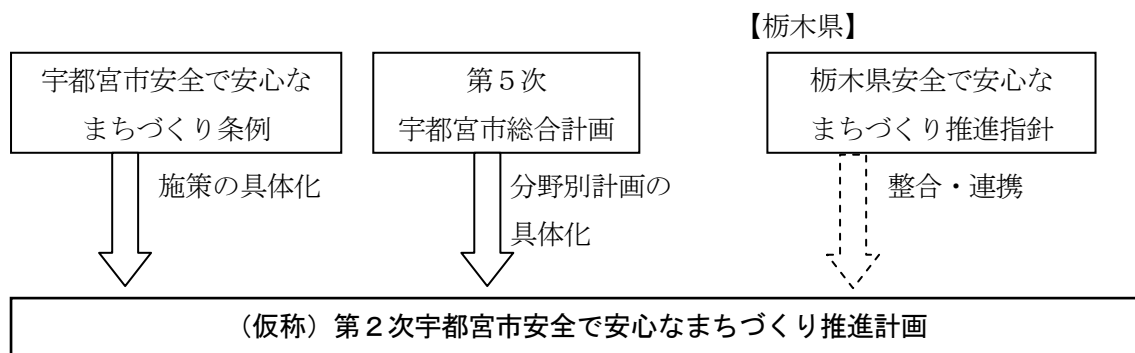 【栃木県】
宇都宮市安全で安心な
まちづくり条例
第５次
宇都宮市総合計画
栃木県安全で安心な
まちづくり推進指針
施策の具体化
分野別計画の
具体化
整合・連携
（仮称）第２次宇都宮市安全で安心なまちづくり推進計画